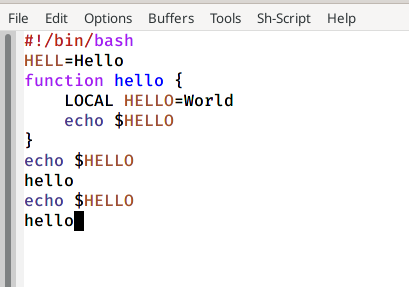 File Edit Options Buffers Tools Sh-Script Help
#!/bin/bash
HELL=Hello
function hello {
    LOCAL HELLO=World
    echo $HELLO
}
echo $HELLO
hello
echo $HELLO
hello